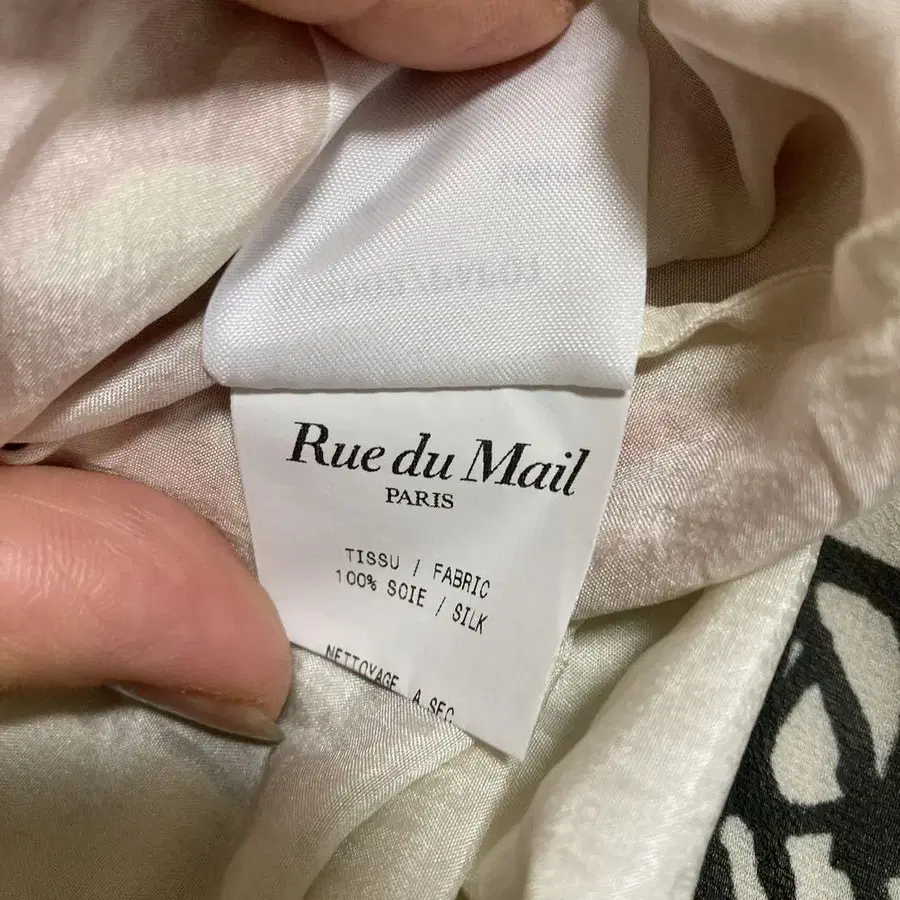 Rue du Mail
PARIS
TISSU / FABRIC
100% SOIE / SILK
NETTOYAGE A SEC